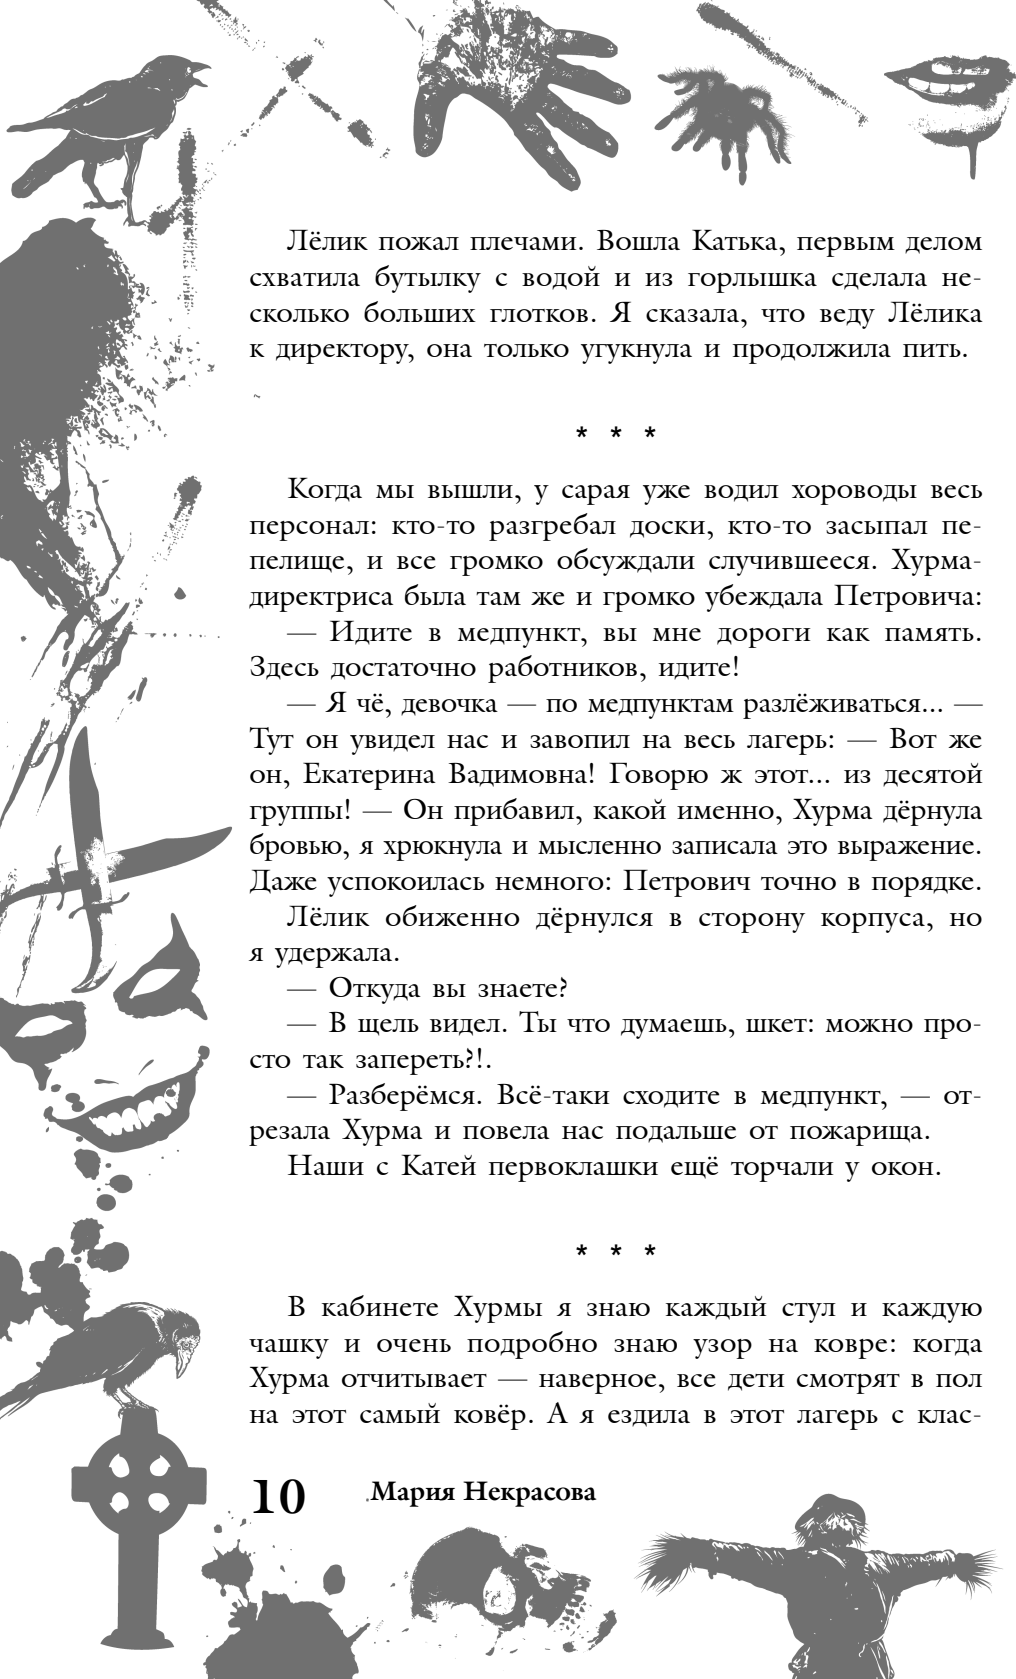 Лёлик пожал плечами. Вошла Катька, первым делом
схватила бутылку с водой и из горлышка сделала не-
сколько больших глотков. Я сказала, что веду Лёлика
к директору, она только угукнула и продолжила пить.
* * *
Когда мы вышли, у сарая уже водил хороводы весь
персонал: кто-то разгребал доски, кто-то засыпал пе-
пелище, и все громко обсуждали случившееся. Хурма-
директриса была там же и громко убеждала Петровича:
— Идите в медпункт, вы мне дороги как память.
Здесь достаточно работников, идите!
— Я чё, девочка — по медпунктам разлёживаться... —
Тут он увидел нас и завопил на весь лагерь: — Вот же
он, Екатерина Вадимовна! Говорю ж этот... из десятой
группы! — Он прибавил, какой именно, Хурма дёрнула
бровью, я хрюкнула и мысленно записала это выражение.
Даже успокоилась немного: Петрович точно в порядке.
Лёлик обиженно дёрнулся в сторону корпуса, но
я удержала.
— Откуда вы знаете?
— В щель видел. Ты что думаешь, шкет: можно про-
сто так запереть?!.
— Разберёмся. Всё-таки сходите в медпункт, — от-
резала Хурма и повела нас подальше от пожарища.
Наши с Катей первоклашки ещё торчали у окон.
* * *
В кабинете Хурмы я знаю каждый стул и каждую
чашку и очень подробно знаю узор на ковре: когда
Хурма отчитывает — наверное, все дети смотрят в пол
на этот самый ковёр. А я ездила в этот лагерь с клас-
10 Мария Некрасова